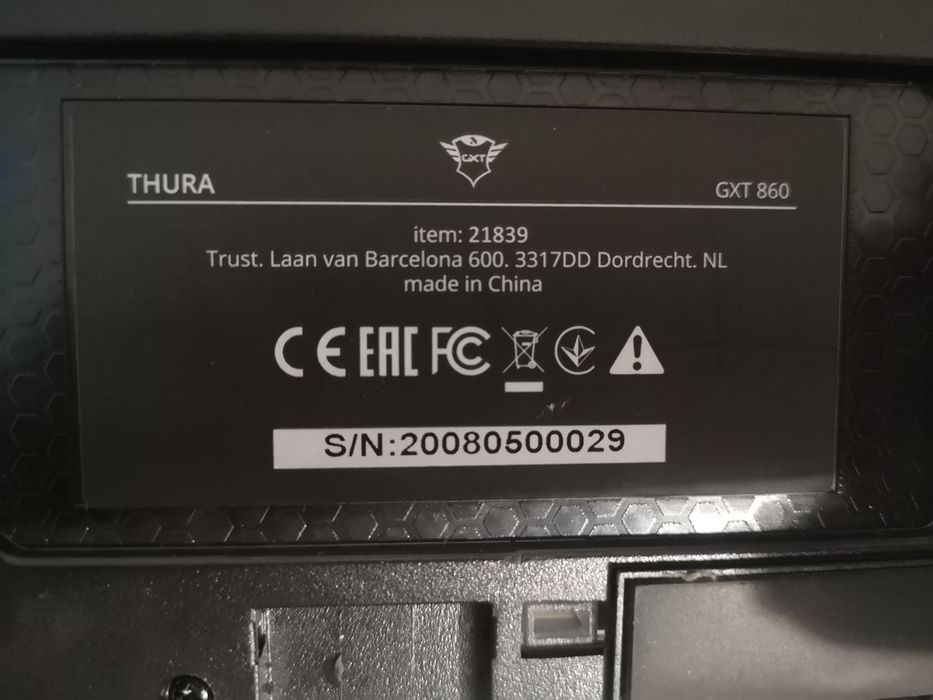 GXT
THURA GXT 860
item: 21839
Trust. Laan van Barcelona 600. 3317DD Dordrecht. NL
made in China
CE EAC FC
S/N:20080500029